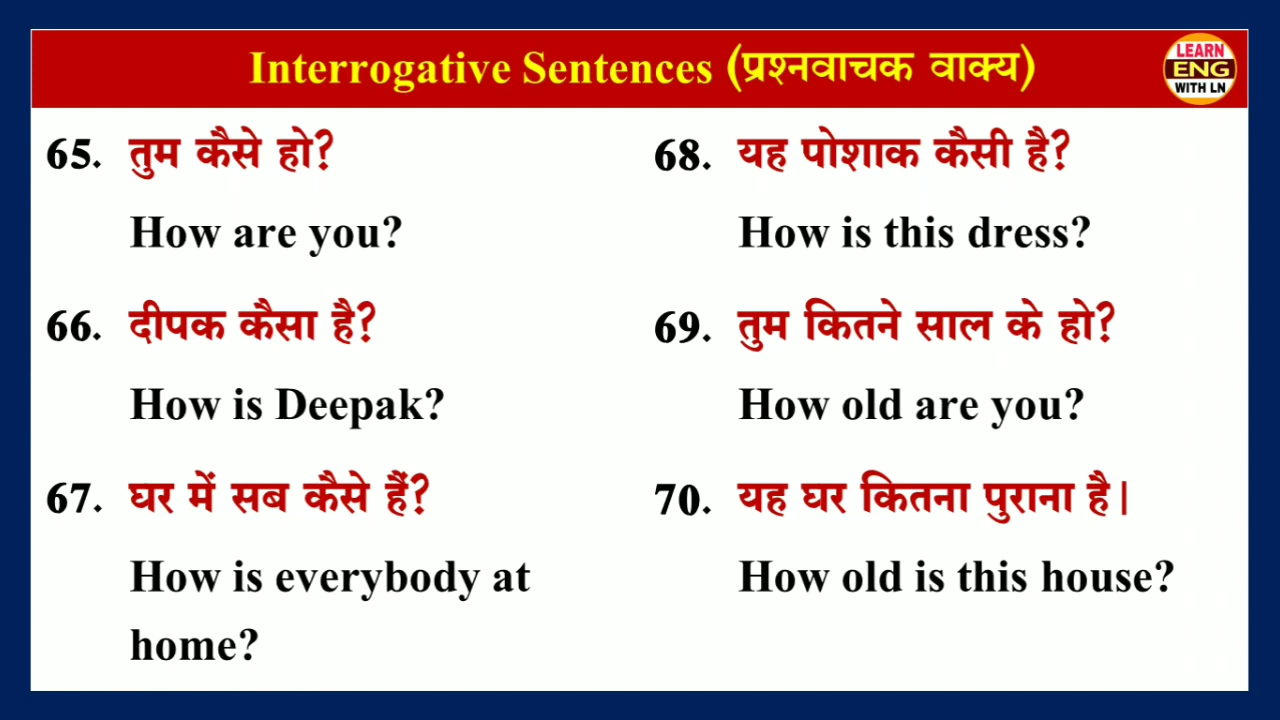 Interrogative Sentences (प्रश्नवाचक वाक्य)
LEARN
ENG
WITH LN
65. तुम कैसे हो?
How are you?
66. दीपक कैसा है?
How is Deepak?
67. घर में सब कैसे हैं?
How is everybody at
home?
68. यह पोशाक कैसी है?
How is this dress?
69. तुम कितने साल के हो?
How old are you?
70. यह घर कितना पुराना है।
How old is this house?